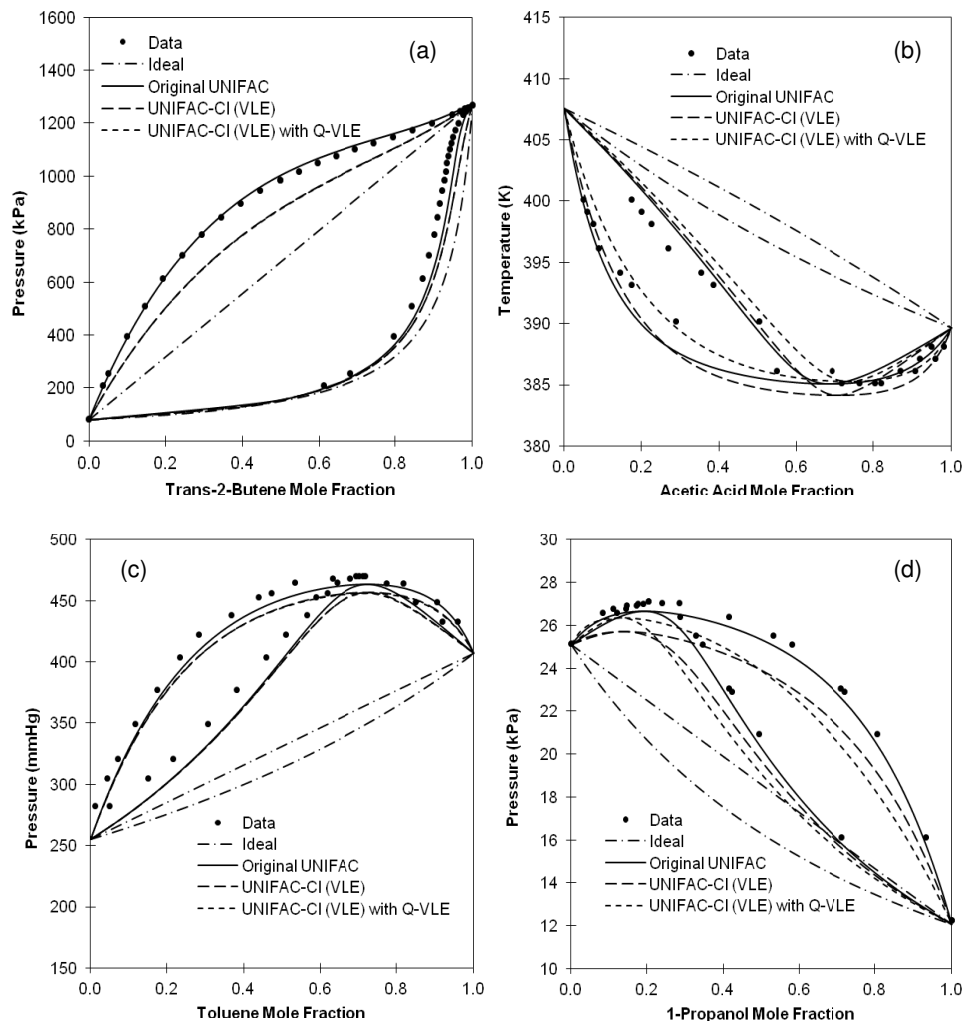 1600
1400
1200
1000
800
600
400
200
0
Pressure (kPa)
(a)
Data
Ideal
Original UNIFAC
UNIFAC-CI (VLE)
UNIFAC-CI (VLE) with Q-VLE
0.0 0.2 0.4 0.6 0.8 1.0
Trans-2-Butene Mole Fraction
415
410
405
400
395
390
385
380
Temperature (K)
(b)
Data
Ideal
Original UNIFAC
UNIFAC-CI (VLE)
UNIFAC-CI (VLE) with Q-VLE
0.0 0.2 0.4 0.6 0.8 1.0
Acetic Acid Mole Fraction
500
450
400
350
300
250
200
150
Pressure (mmHg)
(c)
Data
Ideal
Original UNIFAC
UNIFAC-CI (VLE)
UNIFAC-CI (VLE) with Q-VLE
0.0 0.2 0.4 0.6 0.8 1.0
Toluene Mole Fraction
30
28
26
24
22
20
18
16
14
12
10
Pressure (kPa)
(d)
Data
Ideal
Original UNIFAC
UNIFAC-CI (VLE)
UNIFAC-CI (VLE) with Q-VLE
0.0 0.2 0.4 0.6 0.8 1.0
1-Propanol Mole Fraction